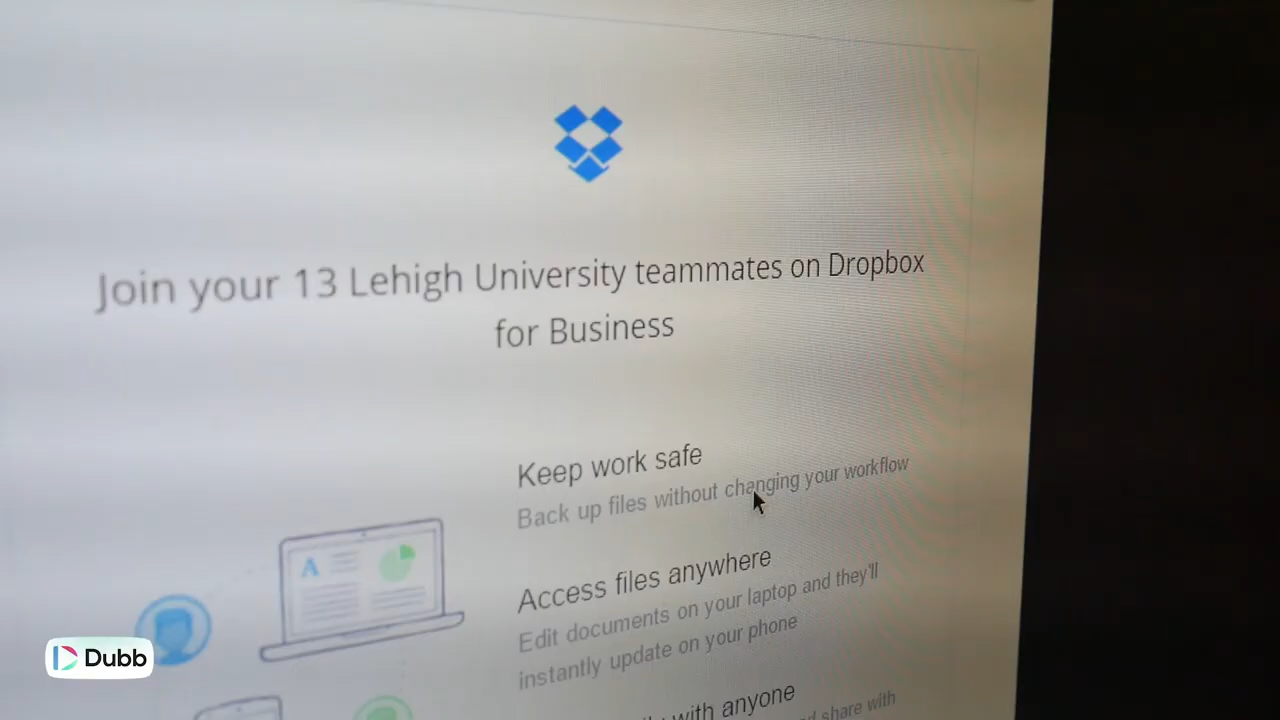 Join your 13 Lehigh University teammates on Dropbox
for Business
Keep work safe
Back up files without changing your workflow
Access files anywhere
Edit documents on your laptop and they'll
instantly update on your phone
with anyone
share with
A
Dubb